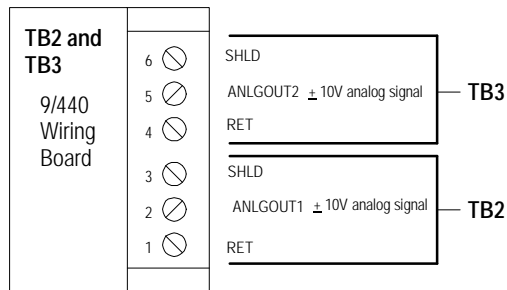 TB2 and
TB3
9/440
Wiring
Board
6 SHLD
5 ANLGOUT2 ± 10V analog signal
4 RET
TB3
3 SHLD
2 ANLGOUT1 ± 10V analog signal
1 RET
TB2